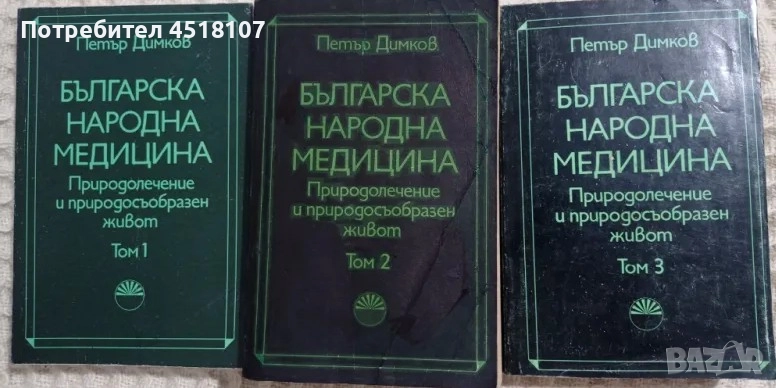 Потребител 4518107
Петър Димков
БЪЛГАРСКА
НАРОДНА
МЕДИЦИНА
Природолечение
и природосъобразен
живот
Том 1
Петър Димков
БЪЛГАРСКА
НАРОДНА
МЕДИЦИНА
Природолечение
и природосъобразен
живот
Том 2
Петър Димков
БЪЛГАРСКА
НАРОДНА
МЕДИЦИНА
Природолечение
и природосъобразен
живот
Том 3
BAZAR